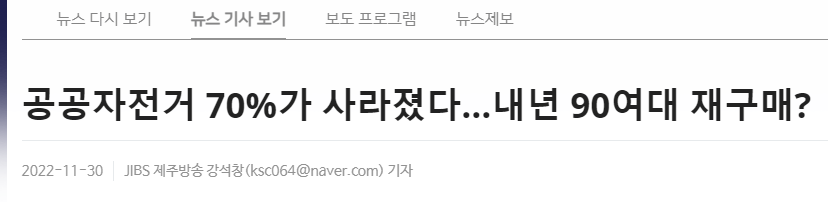 뉴스 다시 보기 뉴스 기사 보기 보도 프로그램 뉴스제보
공공자전거 70%가 사라졌다...내년 90여대 재구매?
2022-11-30 JIBS 제주방송 강석창(ksc064@naver.com) 기자